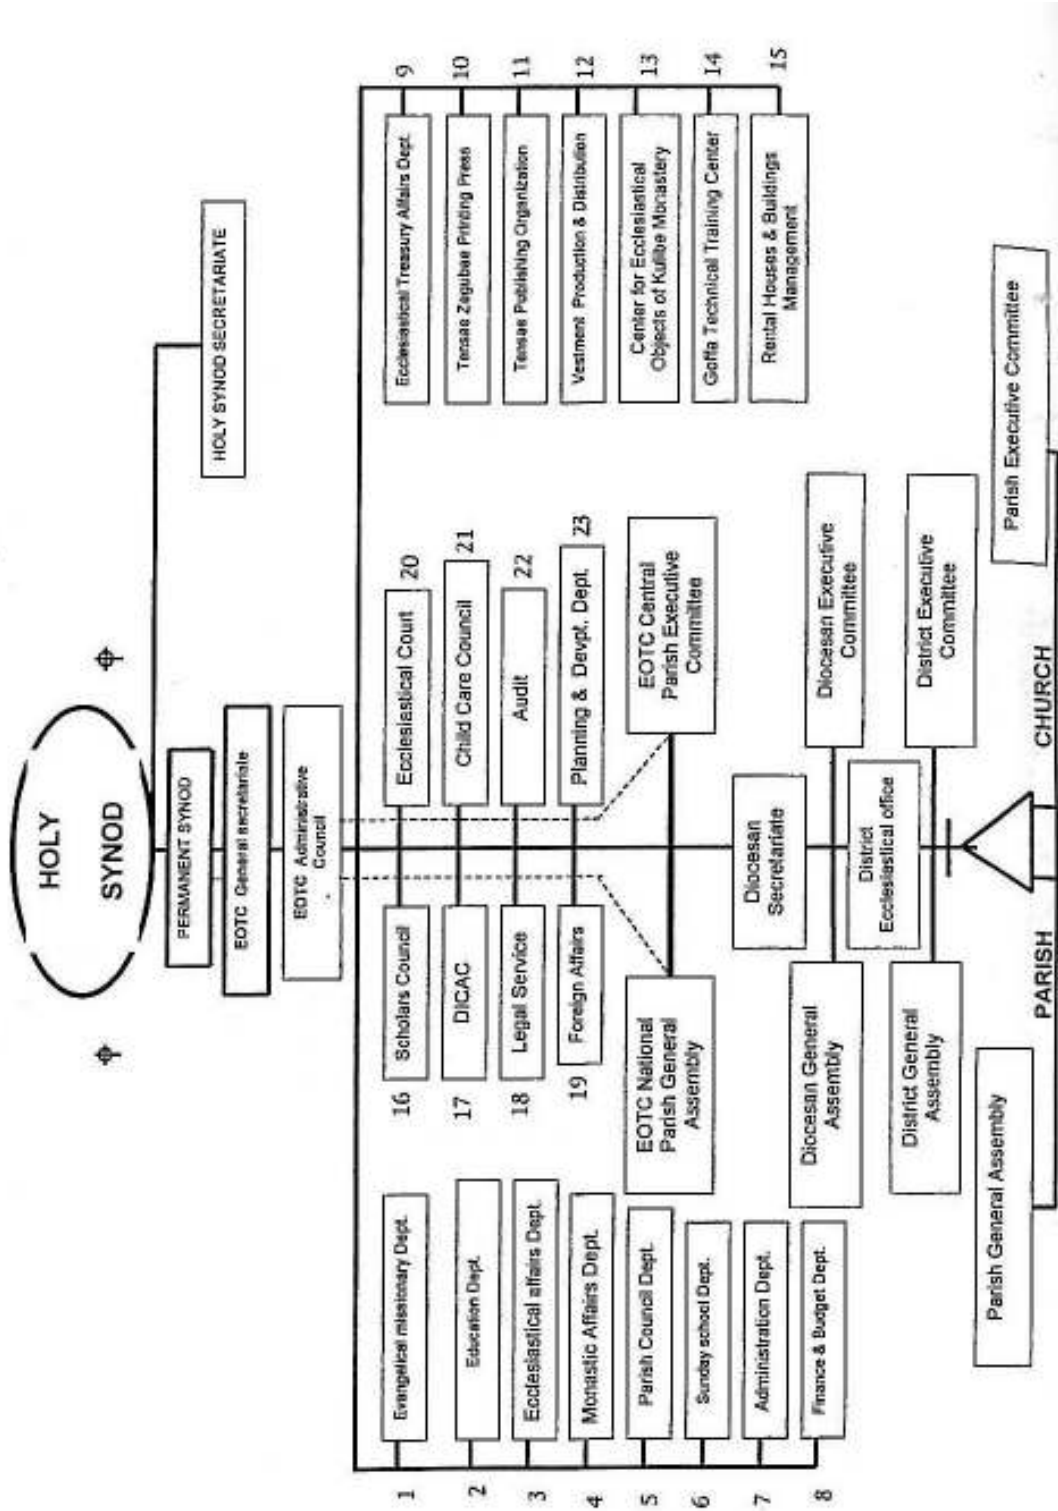 HOLY
SYNOD
PERMANENT SYNOD
HOLY SYNOD SECRETARIATE
EOTC General secretariate
EOTC Administrative
Council
1
Evangelical missionary Dept.
2
Education Dept.
3
Ecclesiastical affairs Dept.
4
Monastic Affairs Dept.
5
Parish Council Dept.
6
Sunday school Dept.
7
Administration Dept.
8
Finance & Budget Dept.
16
Scholars Council
17
DICAC
18
Legal Service
19
Foreign Affairs
Ecclesiastical Court
20
Child Care Council
21
Audit
22
Planning & Devpt. Dept.
23
Ecclesiastical Treasury Affairs Dept.
9
Tensae Zegubae Printing Press
10
Tensae Publishing Organization
11
Vestment Production & Distribution
12
Center for Ecclesiastical
Objects of Kulibe Monastery
13
Goffa Technical Training Center
14
Rental Houses & Buildings
Management
15
EOTC National
Parish General
Assembly
EOTC Central
Parish Executive
Committee
Diocesan
Secretariate
Diocesan General
Assembly
Diocesan Executive
Committee
District
Ecclesiastical office
District General
Assembly
District Executive
Committee
Parish General Assembly
Parish Executive Committee
PARISH
CHURCH